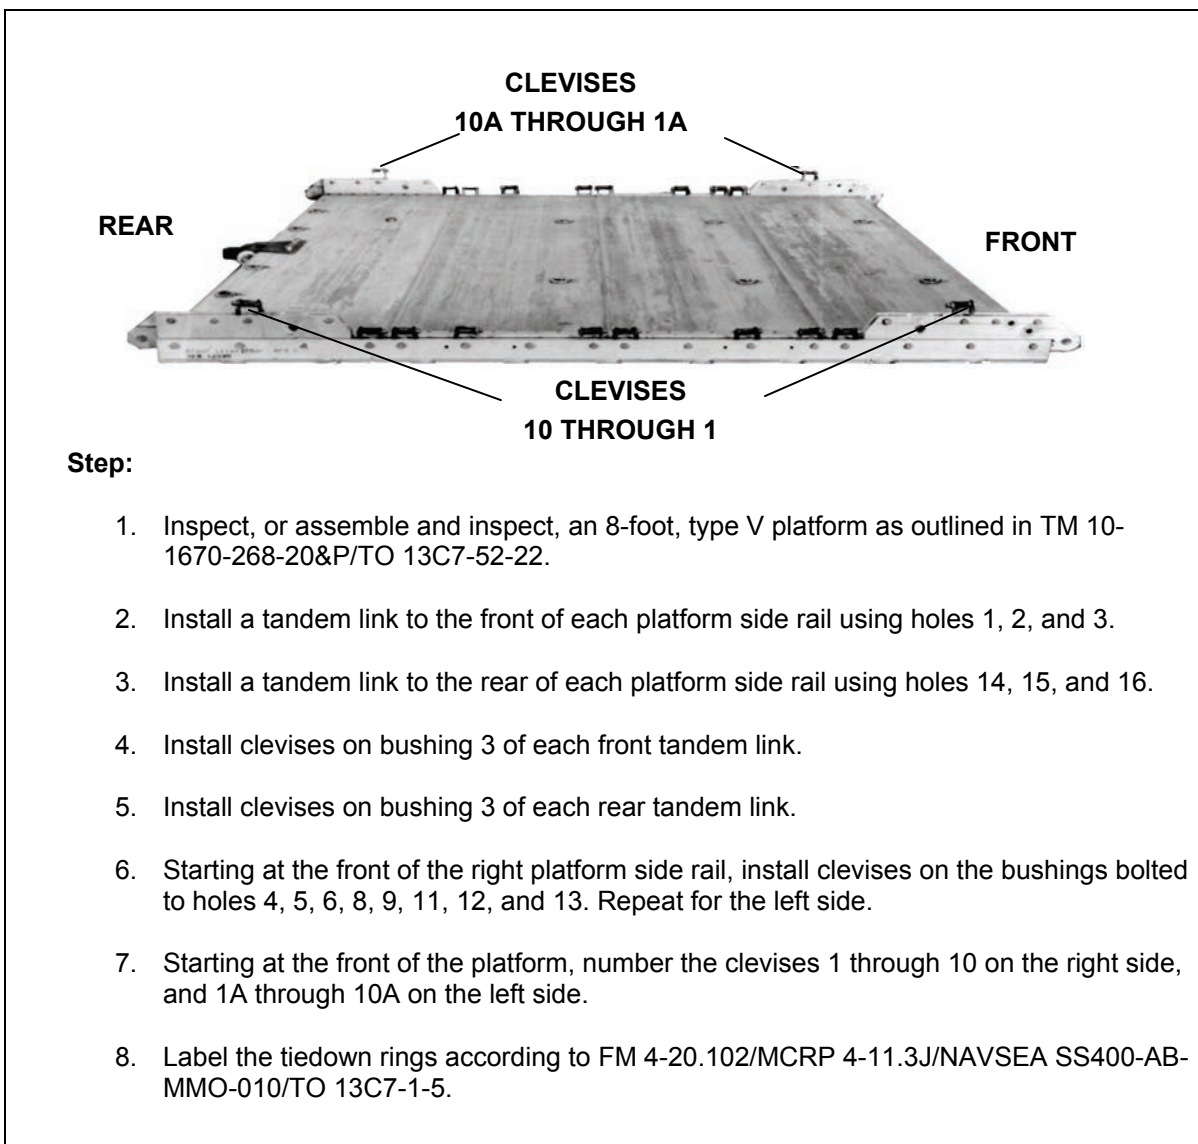 CLEVISES
10A THROUGH 1A
REAR
FRONT
CLEVISES
10 THROUGH 1
Step:
1. Inspect, or assemble and inspect, an 8-foot, type V platform as outlined in TM 10-
1670-268-20&P/TO 13C7-52-22.
2. Install a tandem link to the front of each platform side rail using holes 1, 2, and 3.
3. Install a tandem link to the rear of each platform side rail using holes 14, 15, and 16.
4. Install clevises on bushing 3 of each front tandem link.
5. Install clevises on bushing 3 of each rear tandem link.
6. Starting at the front of the right platform side rail, install clevises on the bushings bolted
to holes 4, 5, 6, 8, 9, 11, 12, and 13. Repeat for the left side.
7. Starting at the front of the platform, number the clevises 1 through 10 on the right side,
and 1A through 10A on the left side.
8. Label the tiedown rings according to FM 4-20.102/MCRP 4-11.3J/NAVSEA SS400-AB-
MMO-010/TO 13C7-1-5.